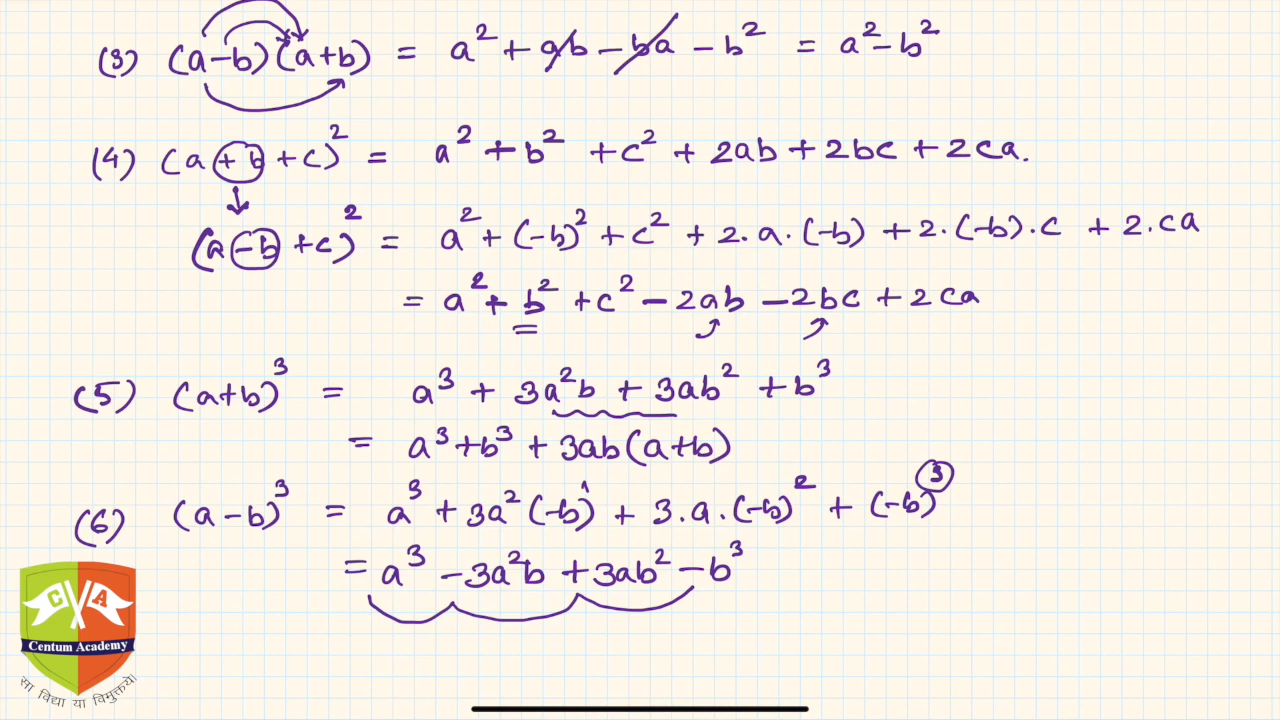 (3) (a-b)(a+b) = a² + ab - ba - b² = a² - b²
(4) (a + b + c)² = a² + b² + c² + 2ab + 2bc + 2ca.
(a - b + c)² = a² + (-b)² + c² + 2·a·(-b) + 2·(-b)·c + 2·ca
= a² + b² + c² - 2ab - 2bc + 2ca
(5) (a+b)³ = a³ + 3a²b + 3ab² + b³
= a³ + b³ + 3ab(a+b)
(6) (a-b)³ = a³ + 3a²(-b)¹ + 3·a·(-b)² + (-b)³
= a³ - 3a²b + 3ab² - b³
C A
Centum Academy
सा विद्या या विमुक्तये।